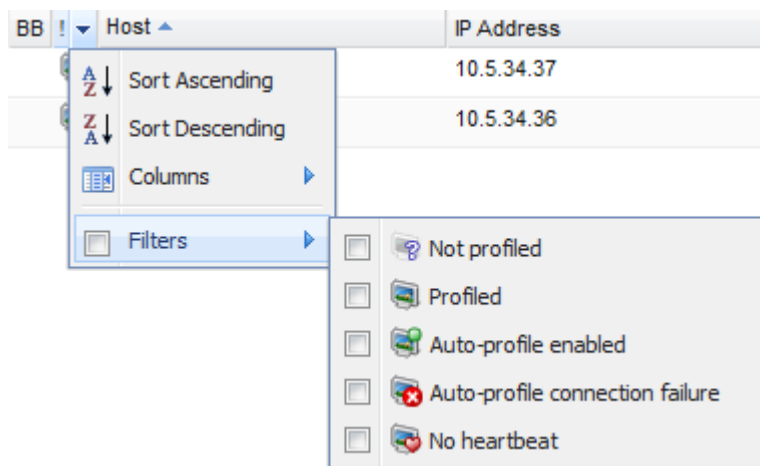 BB ! Host IP Address
10.5.34.37
10.5.34.36
Sort Ascending
Sort Descending
Columns
Filters
Not profiled
Profiled
Auto-profile enabled
Auto-profile connection failure
No heartbeat